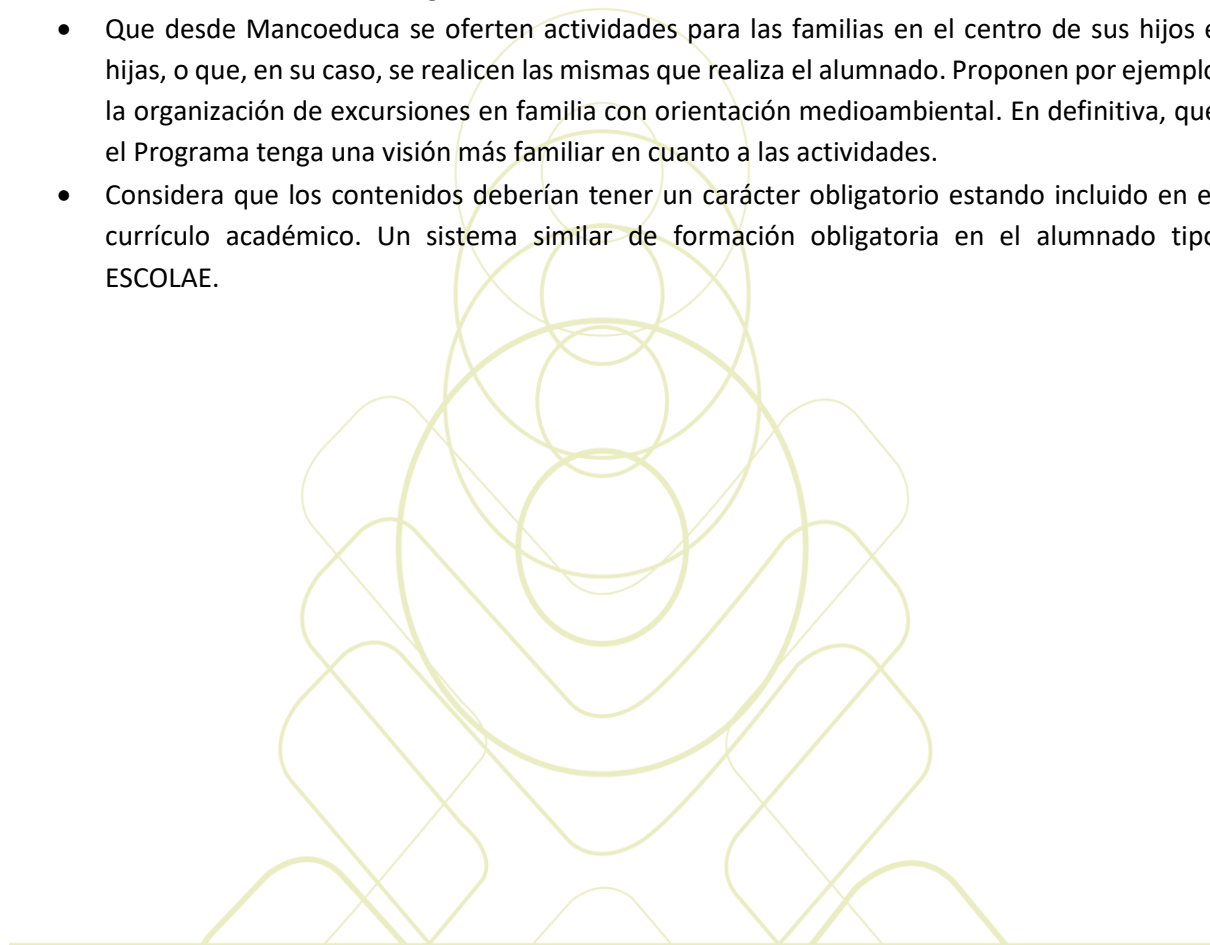 • Que desde Mancoeduca se oferten actividades para las familias en el centro de sus hijos e
hijas, o que, en su caso, se realicen las mismas que realiza el alumnado. Proponen por ejemplo
la organización de excursiones en familia con orientación medioambiental. En definitiva, que
el Programa tenga una visión más familiar en cuanto a las actividades.
• Considera que los contenidos deberían tener un carácter obligatorio estando incluido en e
currículo académico. Un sistema similar de formación obligatoria en el alumnado tipo
ESCOLAE.